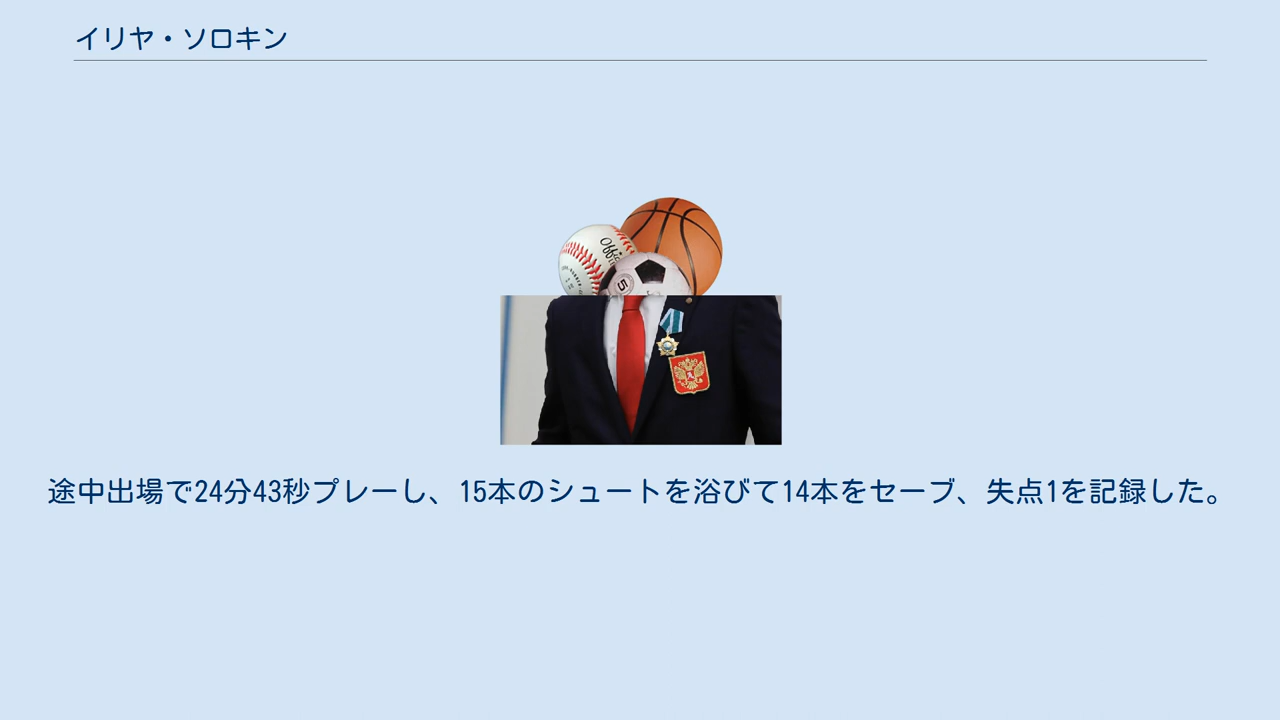 イリヤ・ソロキン
Offic
5
途中出場で24分43秒プレーし、15本のシュートを浴びて14本をセーブ、失点1を記録した。